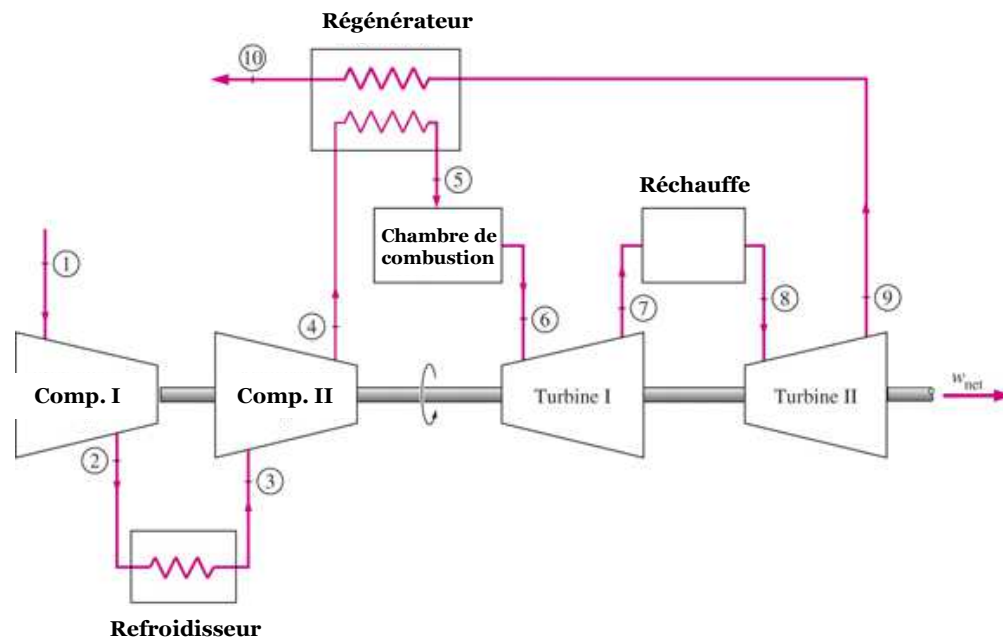 Régénérateur
10
5
Réchauffe
Chambre de
combustion
1
4
6
7
8
9
Comp. I
Comp. II
Turbine I
Turbine II
wnet
2
3
Refroidisseur